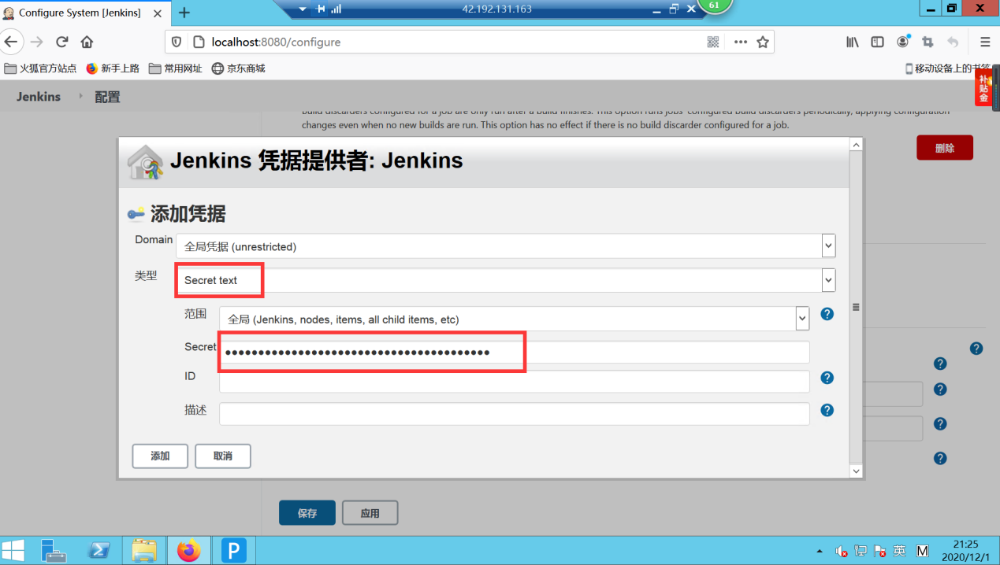 Configure System [Jenkins]
42.192.131.163
61
localhost:8080/configure
火狐官方站点
新手上路
常用网址
京东商城
移动设备上的书签
补贴金
Jenkins
配置
Build discarders configured for a job are only run after a build finishes. This option runs jobs' configured build discarders periodically, applying configuration
changes even when no new builds are run. This option has no effect if there is no build discarder configured for a job.
删除
Jenkins 凭据提供者: Jenkins
添加凭据
Domain
全局凭据 (unrestricted)
类型
Secret text
范围
全局 (Jenkins, nodes, items, all child items, etc)
Secret
••••••••••••••••••••••••••••••••••••••••
ID
描述
添加
取消
保存
应用
P
英
M
21:25
2020/12/1